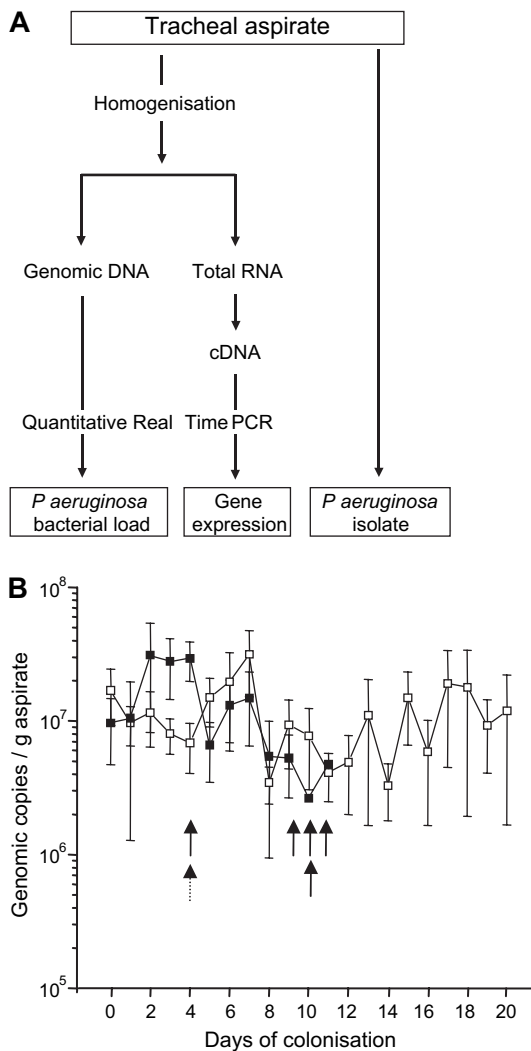 A
Tracheal aspirate
Homogenisation
Genomic DNA
Total RNA
cDNA
Quantitative Real Time PCR
P aeruginosa
bacterial load
Gene
expression
P aeruginosa
isolate
B
Genomic copies / g aspirate
10⁸
10⁷
10⁶
10⁵
0 2 4 6 8 10 12 14 16 18 20
Days of colonisation